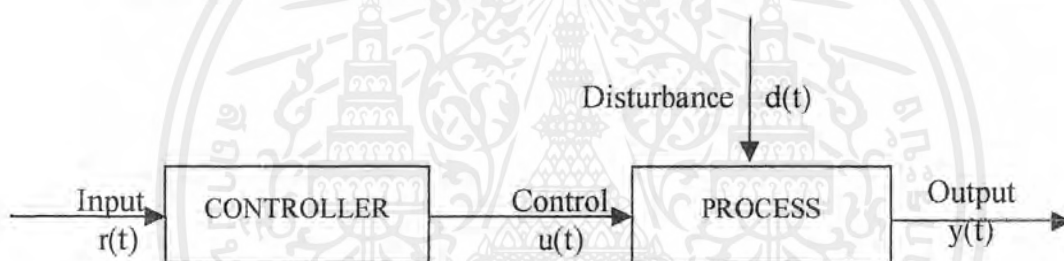 Disturbance d(t)
Input
r(t)
CONTROLLER
Control
u(t)
PROCESS
Output
y(t)